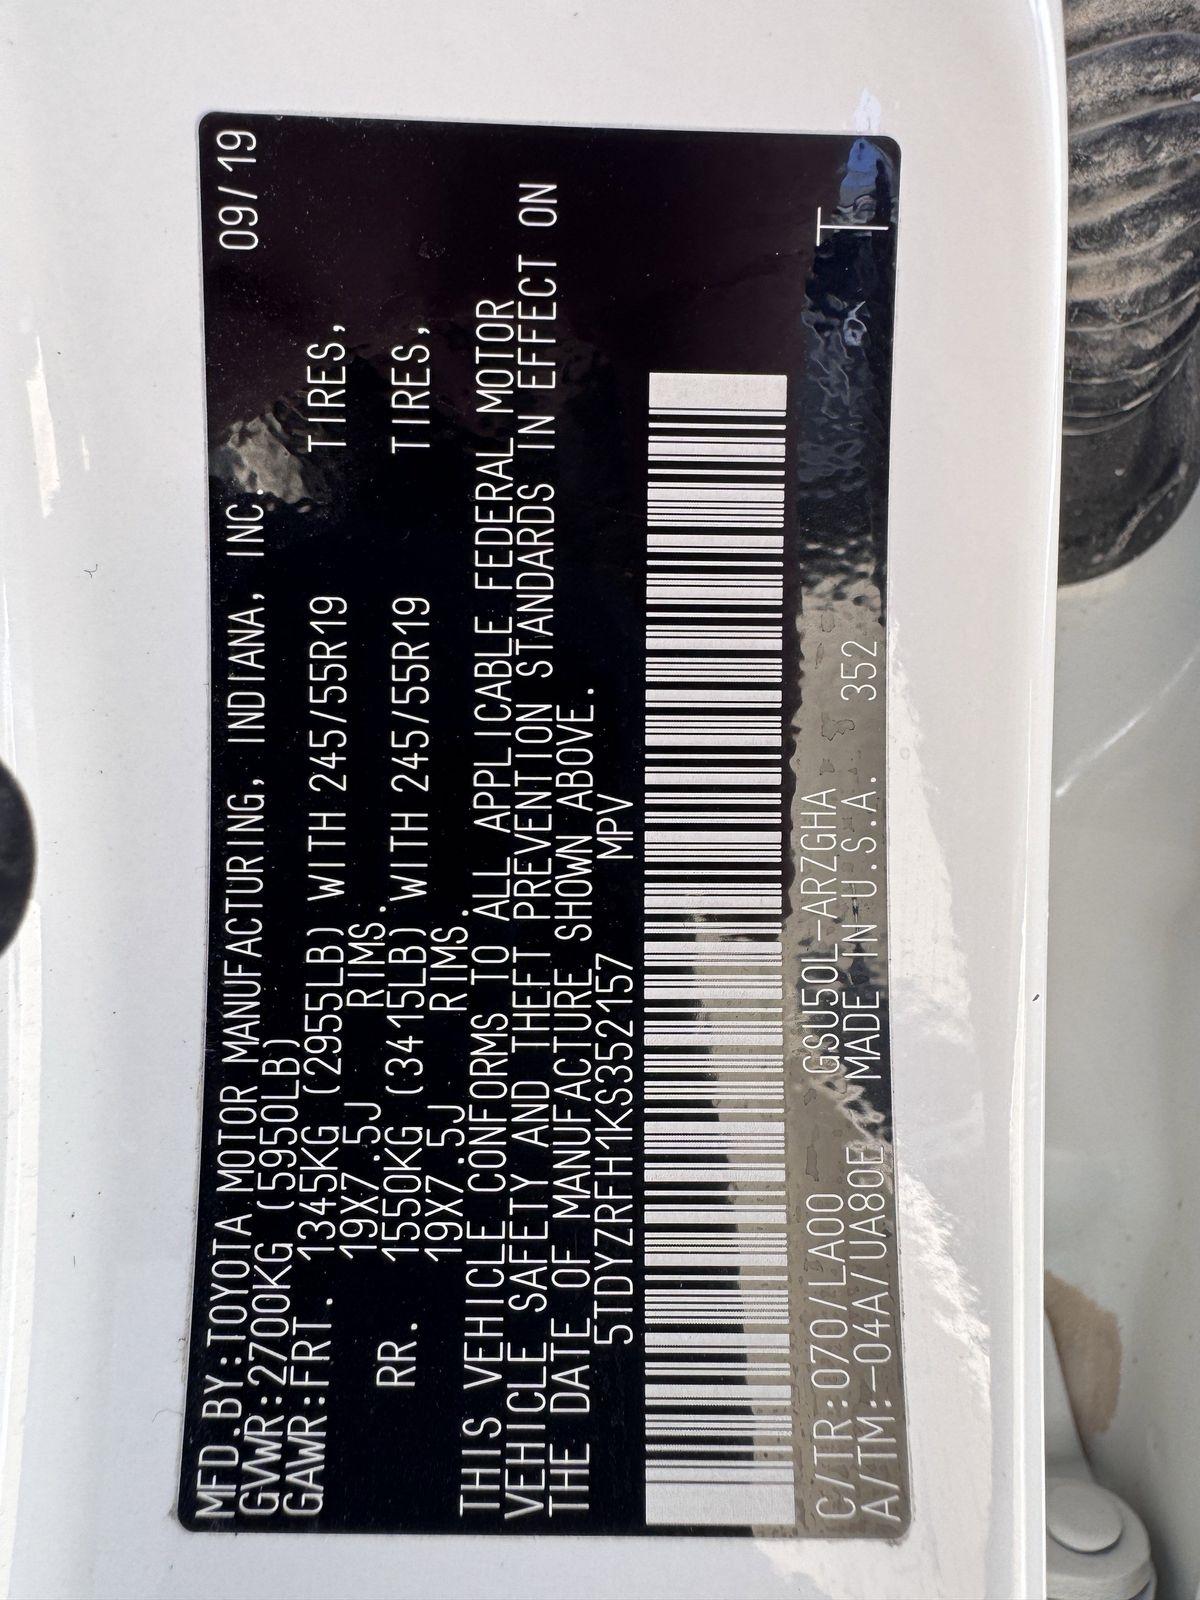 MFD.BY:TOYOTA MOTOR MANUFACTURING, INDIANA, INC. 09/19
GVWR:2700KG (5950LB)
GAWR:FRT. 1345KG (2955LB) WITH 245/55R19 TIRES,
19X7.5J RIMS.
RR. 1550KG (3415LB) WITH 245/55R19 TIRES,
19X7.5J RIMS.
THIS VEHICLE CONFORMS TO ALL APPLICABLE FEDERAL MOTOR
VEHICLE SAFETY AND THEFT PREVENTION STANDARDS IN EFFECT ON
THE DATE OF MANUFACTURE SHOWN ABOVE.
5TDYZRFH1KS352157 MPV
C/TR:070/LA00 GSU50L-ARZGHA T
A/TM:-04A/UA80E MADE IN U.S.A. 352